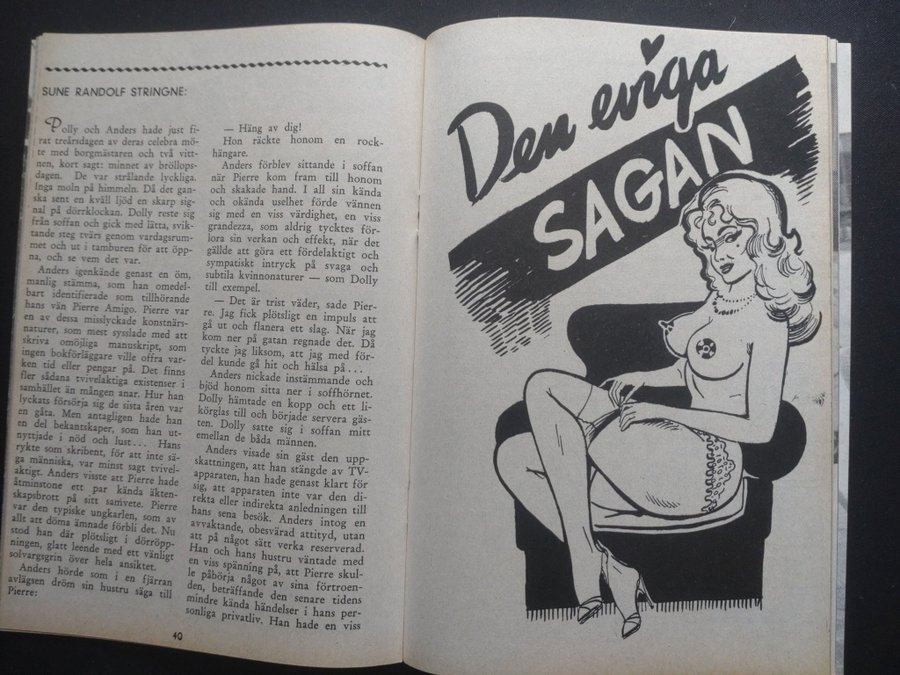 SUNE RANDOLF STRINGNE:
Polly och Anders hade just fi-
rat treårsdagen av deras celebra mö-
te med borgmästaren och två vitt-
nen, kort sagt: minnet av bröllops-
dagen. De var strålande lyckliga.
Inga moln på himmeln. Då det gan-
ska sent en kväll ljöd en skarp sig-
nal på dörrklockan. Dolly reste sig
från soffan och gick med lätta, svik-
tande steg tvärs genom vardagsrum-
met och ut i tamburen för att öpp-
na, och se vem det var.
Anders igenkände genast en öm,
manlig stämma, som han omedel-
bart identifierade som tillhörande
hans vän Pierre Amigo. Pierre var
en av dessa misslyckade konstnärs-
naturer, som mest sysslade med att
skriva omöjliga manuskript, som
ingen bokförläggare ville offra var-
ken tid eller pengar på. Det finns
fler sådana tvivelaktiga existenser i
samhället än mången anar. Hur han
lyckats försörja sig de sista åren var
en gåta. Men antagligen hade han
en del bekantskaper, som han ut-
nyttjade i nöd och lust... Hans
rykte som skribent, för att inte sä-
ga människa, var minst sagt tvivel-
aktigt. Anders visste att Pierre hade
åtminstone ett par kända äkten-
skapsbrott på sitt samvete. Pierre
var den typiske ungkarlen, som av
allt att döma ämnade förbli det. Nu
stod han där plötsligt i dörröpp-
ningen, glatt leende med ett vänligt
solvargsgrin över hela ansiktet.
Anders hörde som i en fjärran
avlägsen dröm sin hustru säga till
Pierre:
— Häng av dig!
Hon räckte honom en rock-
hängare.
Anders förblev sittande i soffan
när Pierre kom fram till honom
och skakade hand. I all sin kända
och okända uselhet förde vännen
sig med en viss värdighet, en viss
grandezza, som aldrig tycktes för-
lora sin verkan och effekt, när det
gällde att göra ett fördelaktigt och
sympatiskt intryck på svaga och
subtila kvinnonaturer — som Dolly
till exempel.
— Det är trist väder, sade Pier-
re. Jag fick plötsligt en impuls att
gå ut och flanera ett slag. När jag
kom ner på gatan regnade det. Då
tyckte jag liksom, att jag med för-
del kunde gå hit och hälsa på...
Anders nickade instämmande och
bjöd honom sitta ner i soffhörnet.
Dolly hämtade en kopp och ett li-
körglas till och började servera gäs-
ten. Dolly satte sig i soffan mitt
emellan de båda männen.
Anders visade sin gäst den upp-
skattningen, att han stängde av TV-
apparaten, han hade genast klart för
sig, att apparaten inte var den di-
rekta eller indirekta anledningen till
hans sena besök. Anders intog en
avvaktande, obesvärad attityd, utan
att på något sätt verka reserverad.
Han och hans hustru väntade med
en viss spänning på, att Pierre skul-
le påbörja något av sina förtroen-
den, beträffande den senare tidens
mindre kända händelser i hans per-
sonliga privatliv. Han hade en viss
40
Den eviga
SAGAN